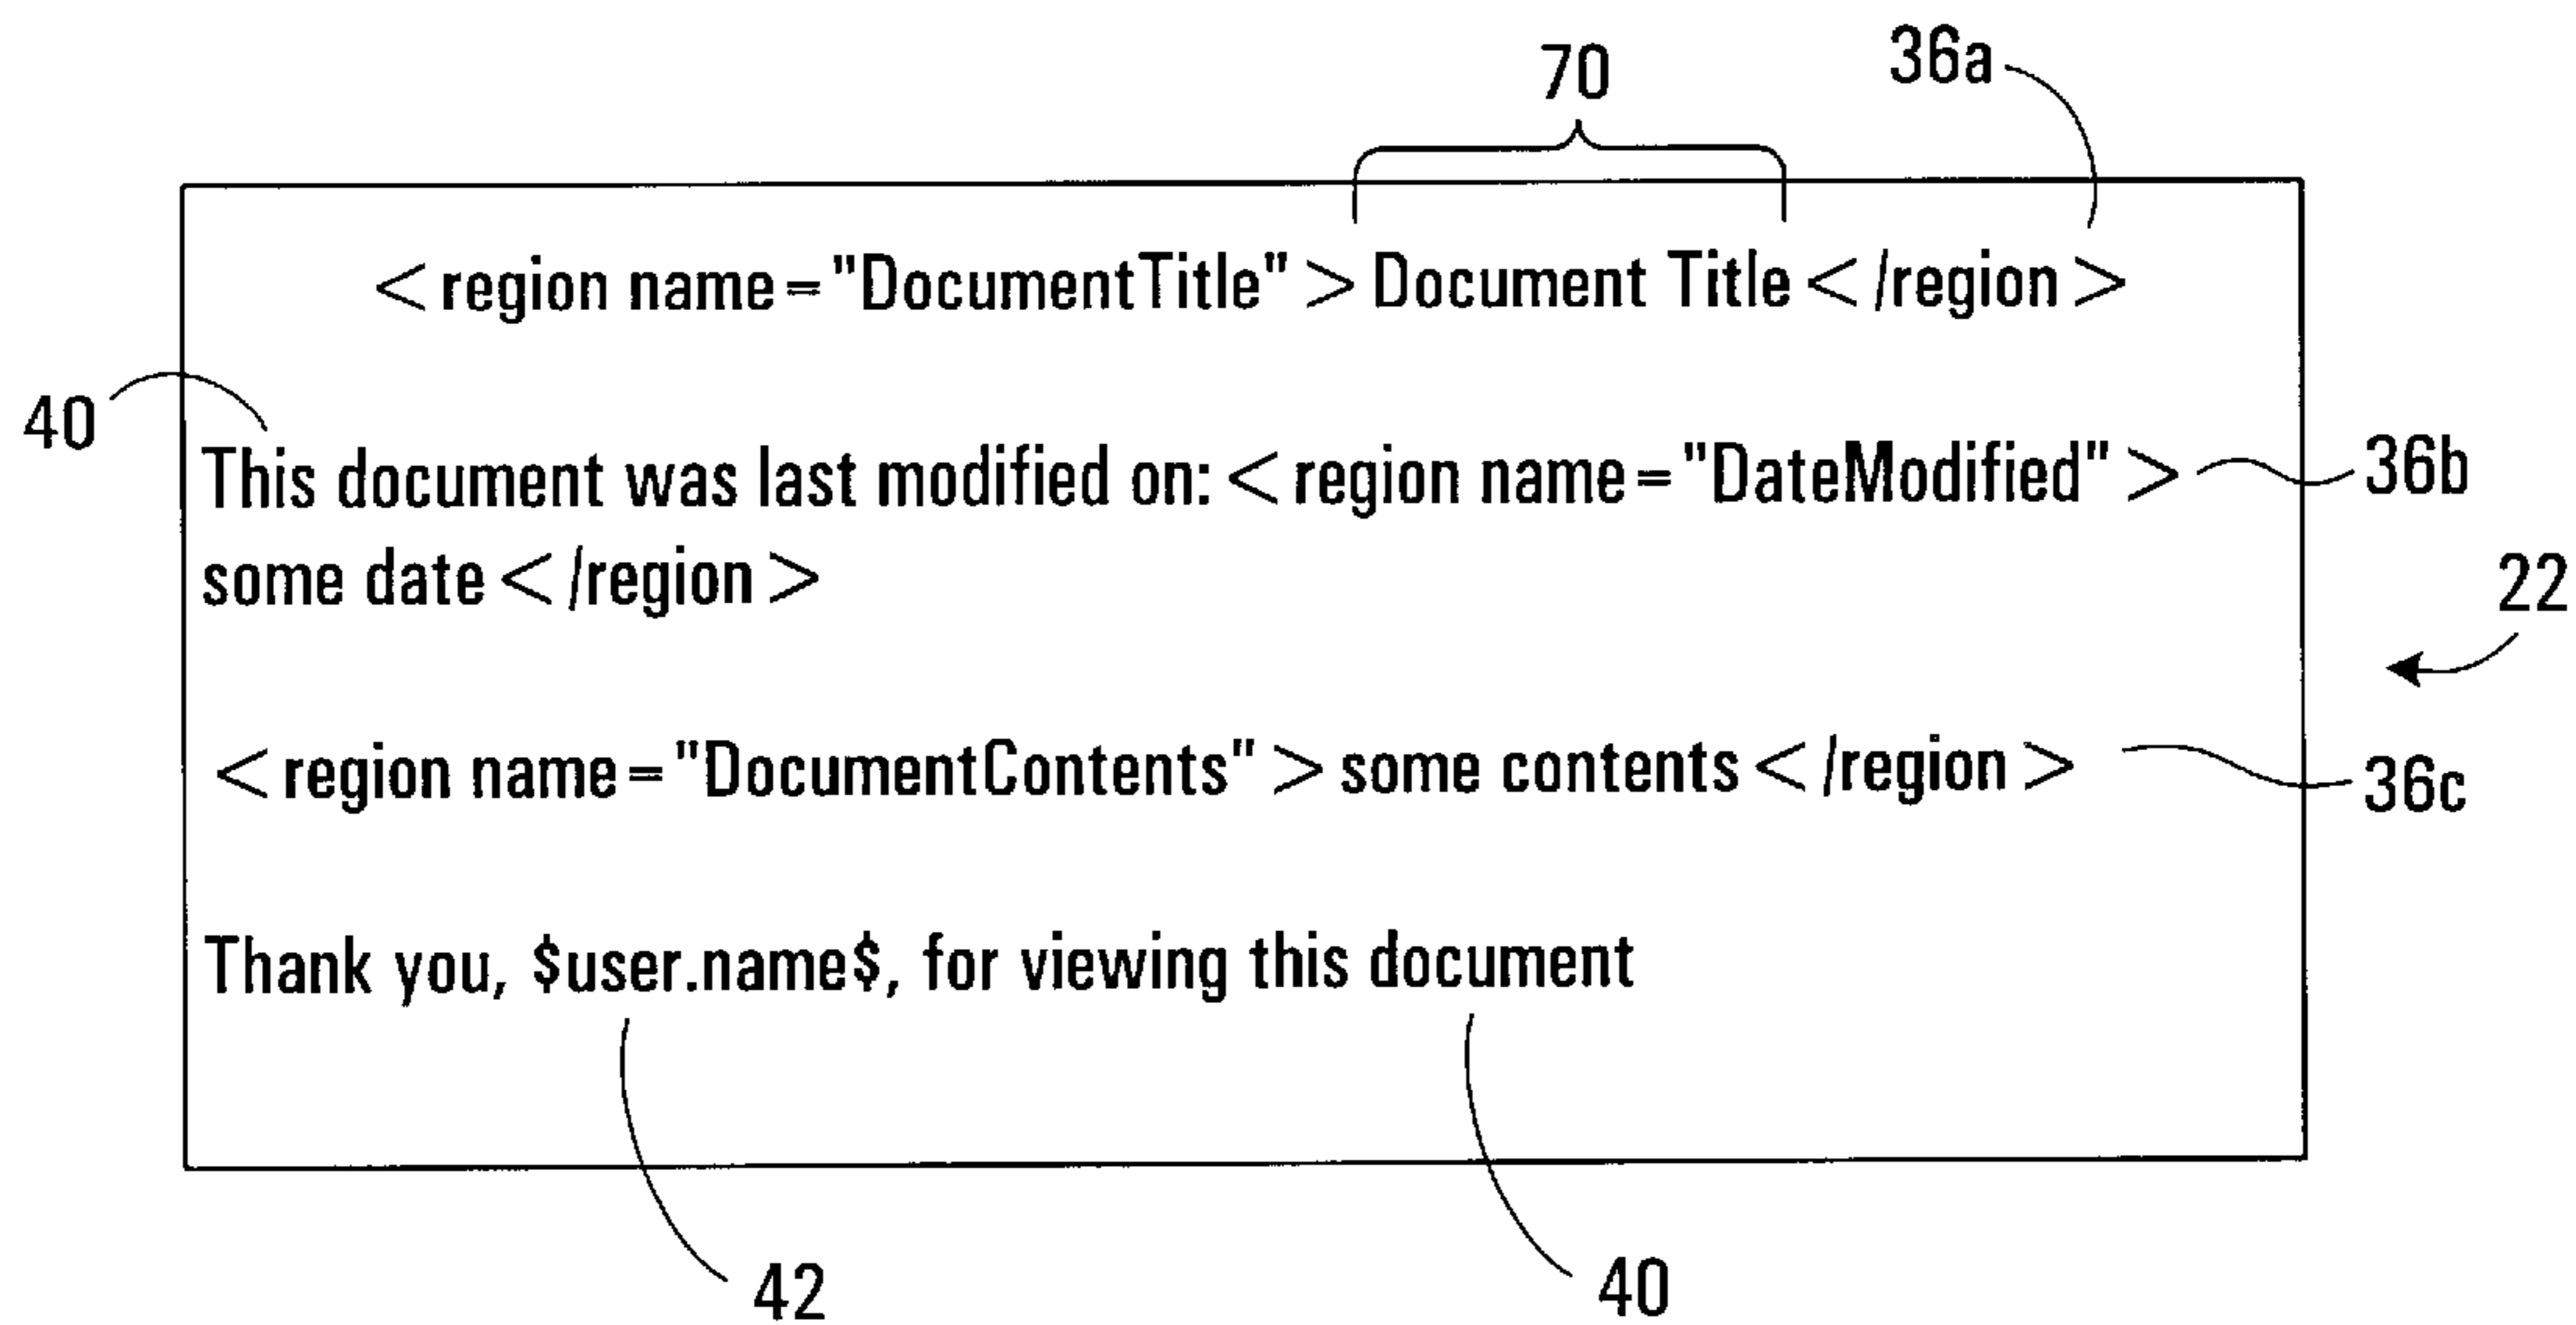 70
36a
<region name="DocumentTitle">Document Title</region>
40
This document was last modified on: <region name="DateModified">
36b
some date</region>
22
<region name="DocumentContents">some contents</region>
36c
Thank you, $user.name$, for viewing this document
42
40